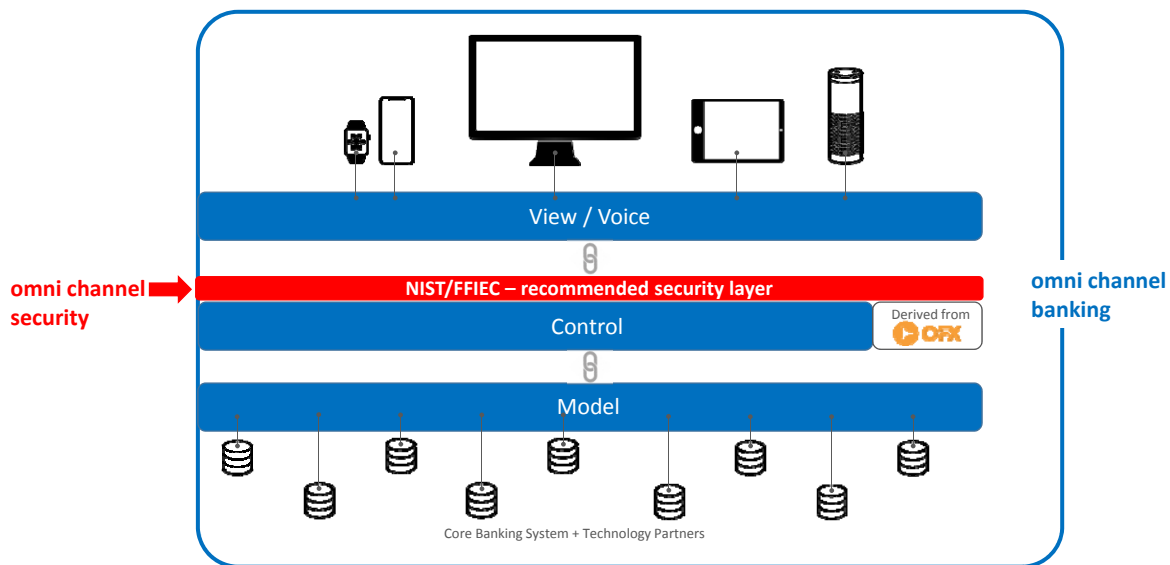 View / Voice
omni channel
security
NIST/FFIEC – recommended security layer
omni channel
banking
Control
Derived from
OFX
Model
Core Banking System + Technology Partners